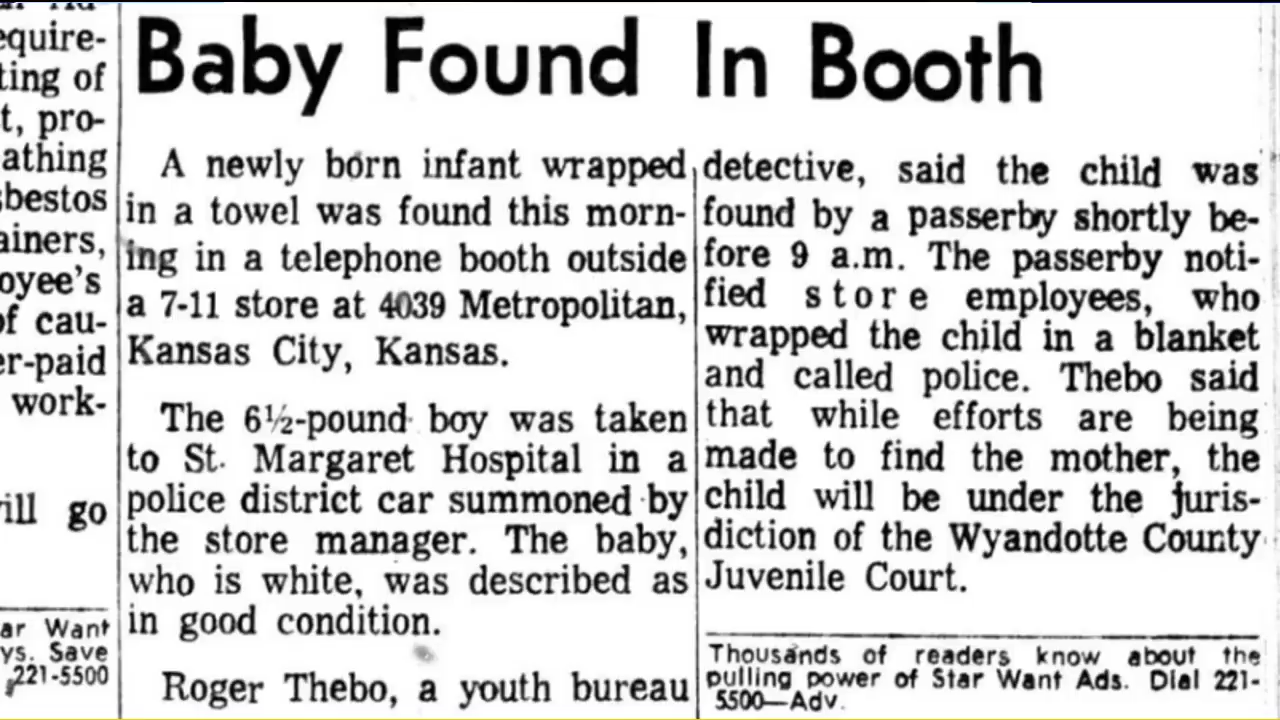 equire-
ting of
t, pro-
athing
sbestos
ainers,
oyee's
of cau-
er-paid
work-
ill go
ar Want
ys. Save
221-5500
Baby Found In Booth
A newly born infant wrapped
in a towel was found this morn-
ing in a telephone booth outside
a 7-11 store at 4039 Metropolitan,
Kansas City, Kansas.
The 6½-pound boy was taken
to St. Margaret Hospital in a
police district car summoned by
the store manager. The baby,
who is white, was described as
in good condition.
Roger Thebo, a youth bureau
detective, said the child was
found by a passerby shortly be-
fore 9 a.m. The passerby noti-
fied store employees, who
wrapped the child in a blanket
and called police. Thebo said
that while efforts are being
made to find the mother, the
child will be under the juris-
diction of the Wyandotte County
Juvenile Court.
Thousands of readers know about the
pulling power of Star Want Ads. Dial 221-
5500—Adv.